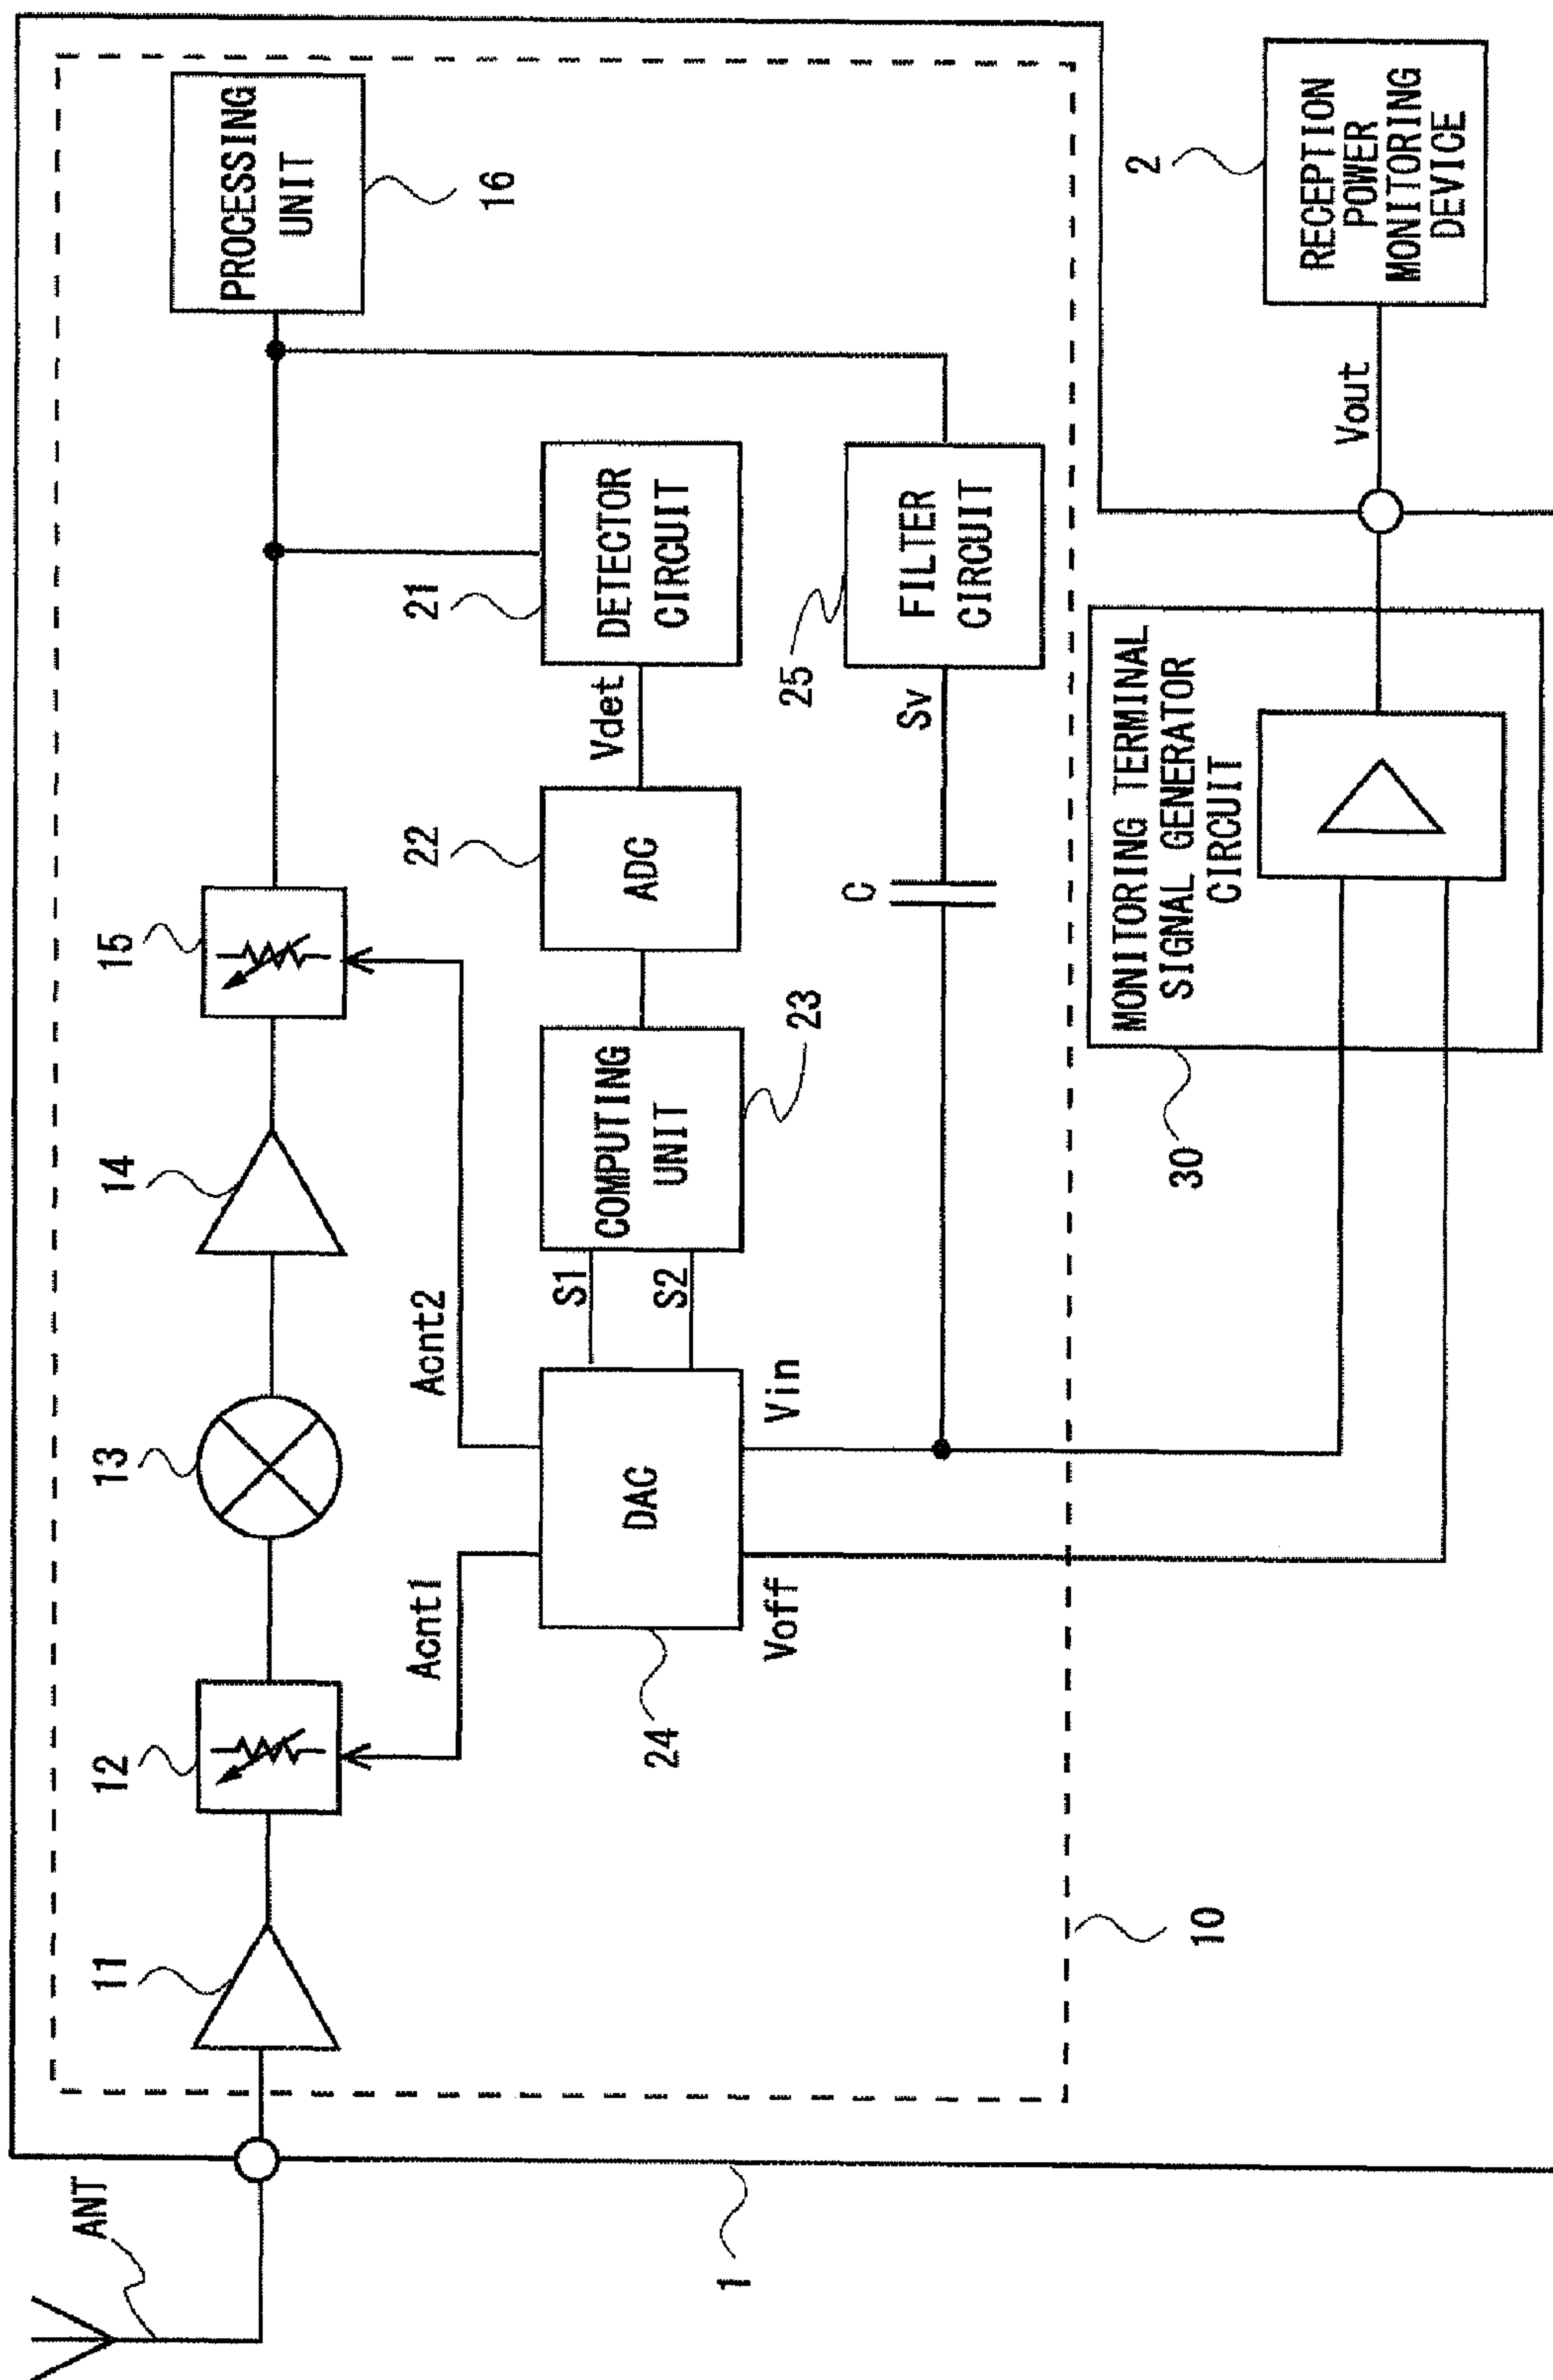 ANT
1
10
11
12
13
14
15
PROCESSING
UNIT
16
Acnt1
Acnt2
DAC
24
S1
S2
COMPUTING
UNIT
23
ADC
22
Vdet
DETECTOR
CIRCUIT
21
Voff
Vin
C
Sv
FILTER
CIRCUIT
25
MONITORING TERMINAL
SIGNAL GENERATOR
CIRCUIT
30
Vout
RECEPTION
POWER
MONITORING
DEVICE
2